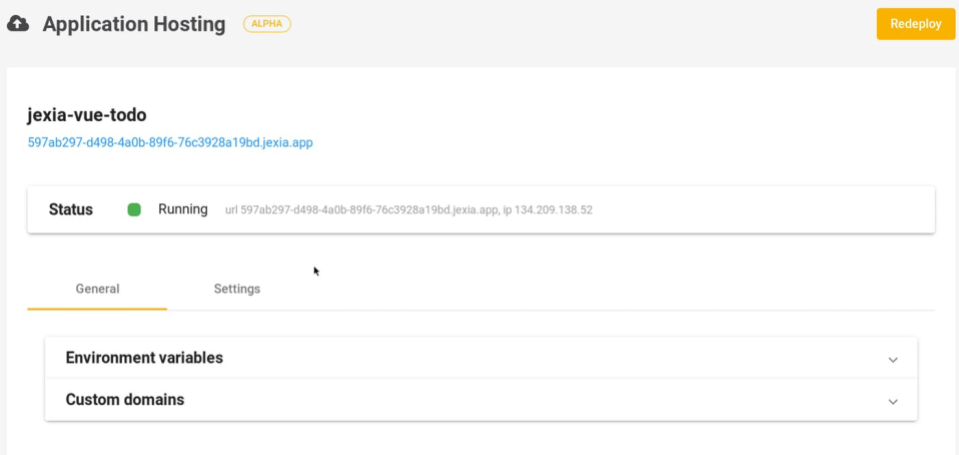 Application Hosting ALPHA Redeploy
jexia-vue-todo
597ab297-d498-4a0b-89f6-76c3928a19bd.jexia.app
Status Running url 597ab297-d498-4a0b-89f6-76c3928a19bd.jexia.app, ip 134.209.138.52
General Settings
Environment variables
Custom domains